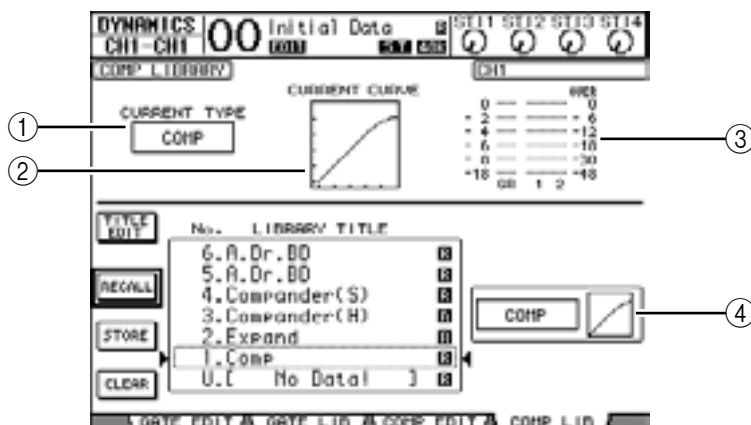 DYNAMICS
CH1-CH1
00 Initial Data
EDIT
ST1 ST2 ST3 ST4
COMP LIBRARY
CH1
CURRENT TYPE
COMP
CURRENT CURVE
OVER
0 0
-2 -6
-4 -12
-6 -18
-8 -30
-18 -48
GR 1 2
① ② ③ ④
TITLE EDIT
RECALL
STORE
CLEAR
No. LIBRARY TITLE
6.A.Dr.BD R
5.A.Dr.BD R
4.Compander(S) R
3.Compander(H) R
2.Expand R
1.Comp R
U.[ No Data! ] R
COMP
GATE EDIT GATE LIB COMP EDIT COMP LIB